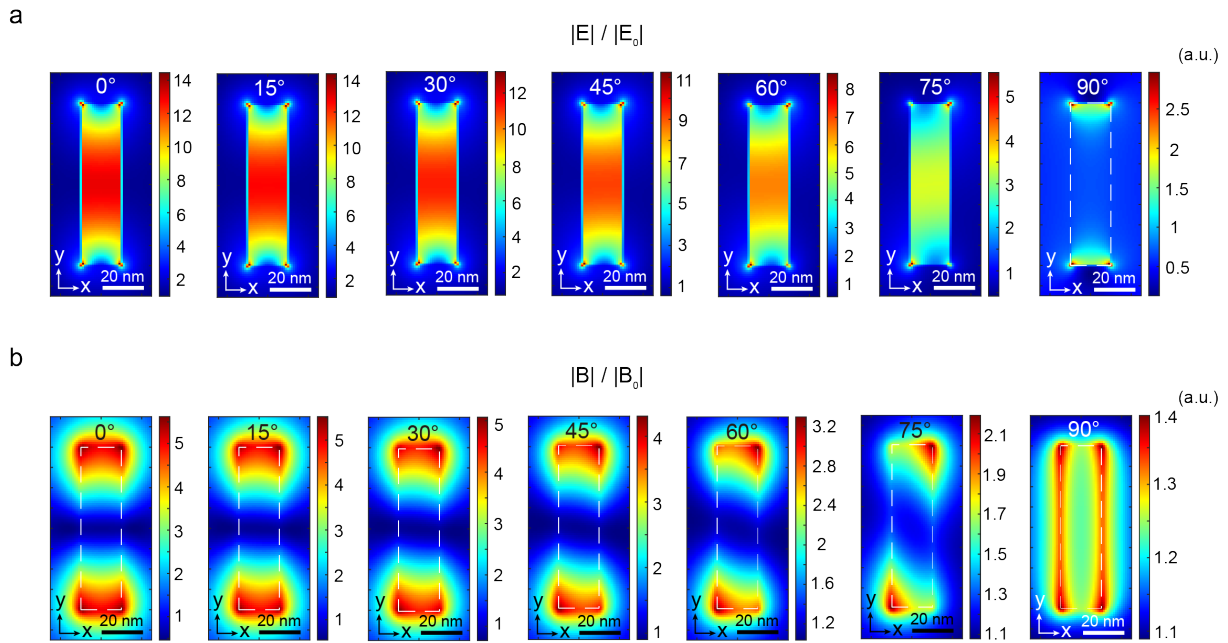 a
|E| / |E₀|
(a.u.)
0° 15° 30° 45° 60° 75° 90°
14 12 10 8 6 4 2
14 12 10 8 6 4 2
12 10 8 6 4 2
11 9 7 5 3 1
8 7 6 5 4 3 2 1
5 4 3 2 1
2.5 2 1.5 1 0.5
y x 20 nm
y x 20 nm
y x 20 nm
y x 20 nm
y x 20 nm
y x 20 nm
y x 20 nm
b
|B| / |B₀|
(a.u.)
0° 15° 30° 45° 60° 75° 90°
5 4 3 2 1
5 4 3 2 1
5 4 3 2 1
4 3 2 1
3.2 2.8 2.4 2 1.6 1.2
2.1 1.9 1.7 1.5 1.3 1.1
1.4 1.3 1.2 1.1
y x 20 nm
y x 20 nm
y x 20 nm
y x 20 nm
y x 20 nm
y x 20 nm
y x 20 nm